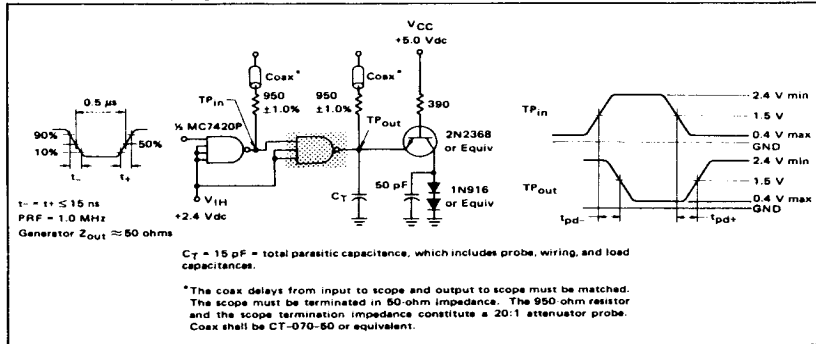 VCC
+5.0 Vdc
Coax*
Coax*
950
±1.0%
950
±1.0%
390
TPin
TPout
½ MC7420P
2N2368
or Equiv
0.5 µs
90%
10%
50%
t–
t+
VIH
+2.4 Vdc
CT
50 pF
1N916
or Equiv
t– = t+ ≤ 15 ns
PRF = 1.0 MHz
Generator Zout ≈ 50 ohms
TPin
2.4 V min
1.5 V
0.4 V max
GND
TPout
2.4 V min
1.5 V
0.4 V max
GND
tpd–
tpd+
CT = 15 pF = total parasitic capacitance, which includes probe, wiring, and load
capacitances.
*The coax delays from input to scope and output to scope must be matched.
The scope must be terminated in 50-ohm impedance. The 950-ohm resistor
and the scope termination impedance constitute a 20:1 attenuator probe.
Coax shall be CT-070-50 or equivalent.